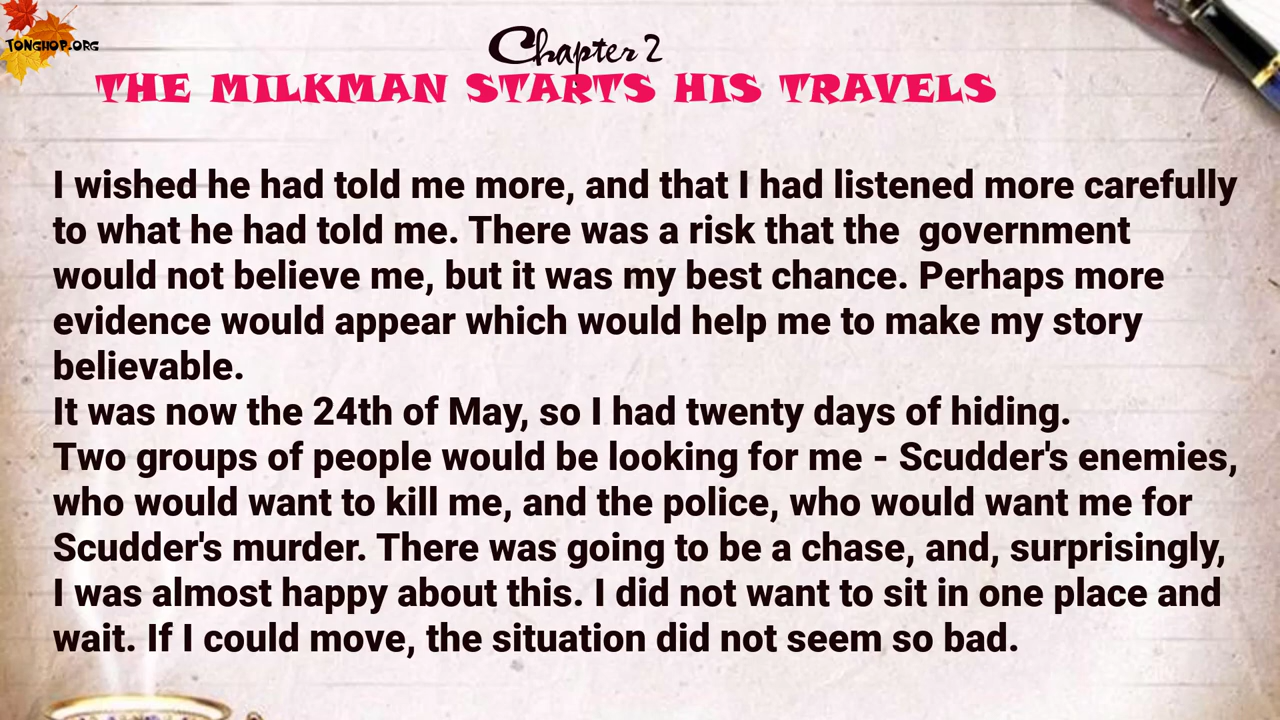 TONGHOP.ORG
Chapter 2
THE MILKMAN STARTS HIS TRAVELS
I wished he had told me more, and that I had listened more carefully
to what he had told me. There was a risk that the  government
would not believe me, but it was my best chance. Perhaps more
evidence would appear which would help me to make my story
believable.
It was now the 24th of May, so I had twenty days of hiding.
Two groups of people would be looking for me - Scudder's enemies,
who would want to kill me, and the police, who would want me for
Scudder's murder. There was going to be a chase, and, surprisingly,
I was almost happy about this. I did not want to sit in one place and
wait. If I could move, the situation did not seem so bad.